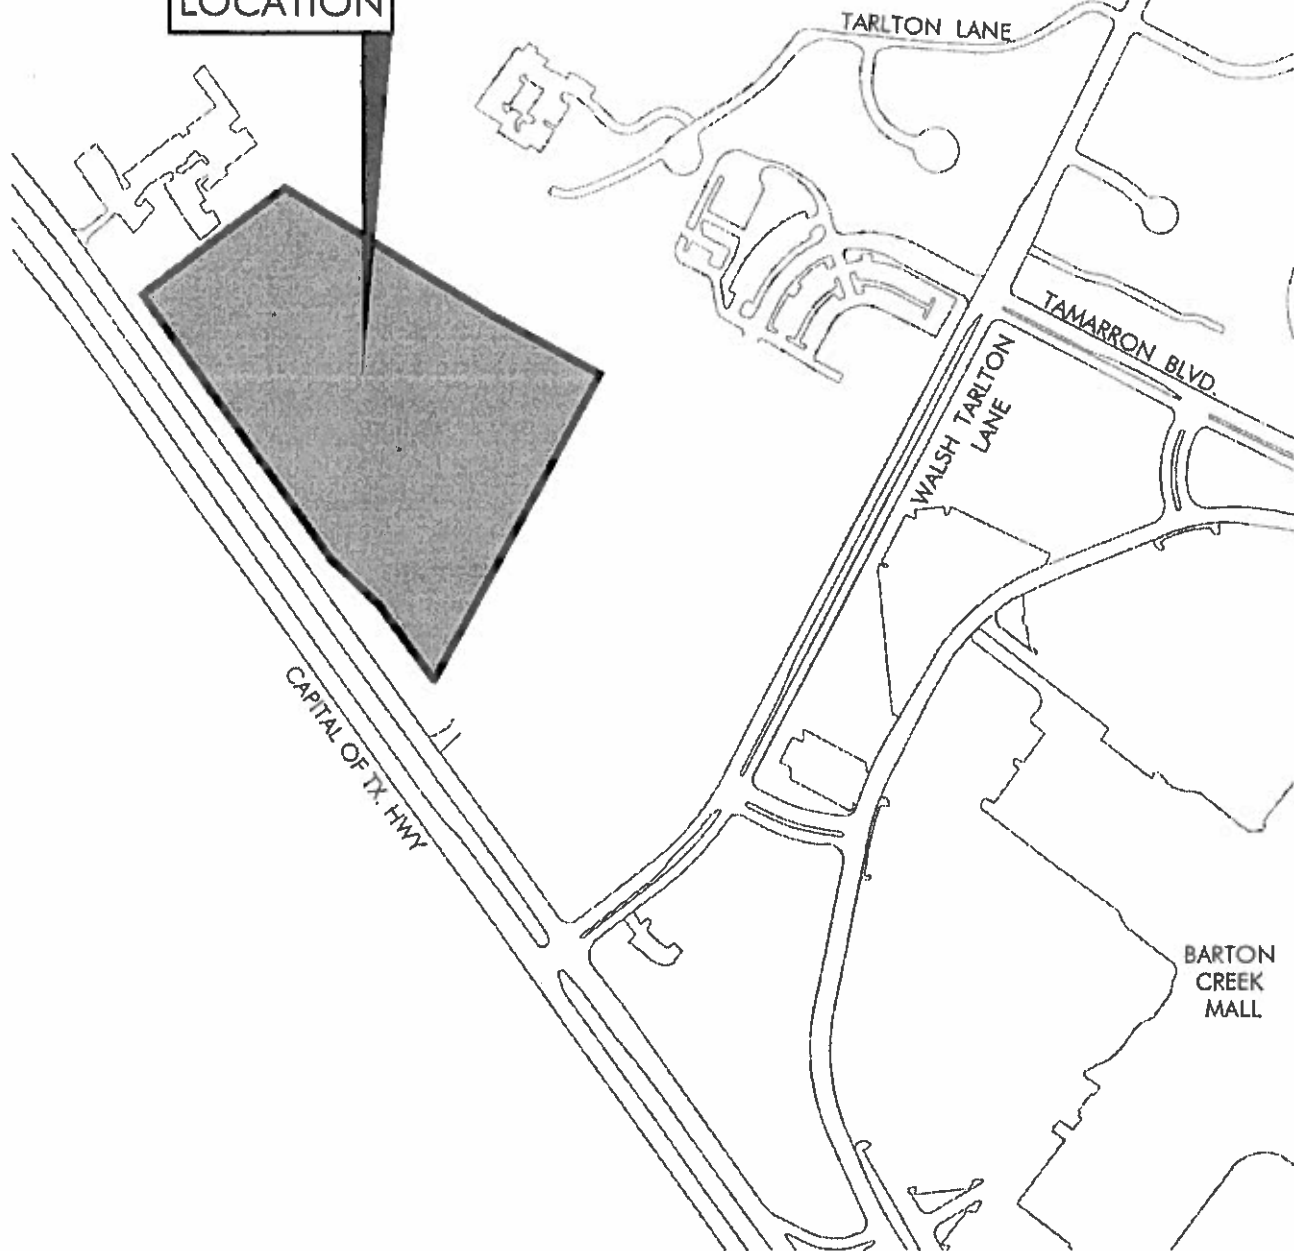 LOCATION
TARLTON LANE
TAMARRON BLVD.
WALSH TARLTON
LANE
CAPITAL OF TX. HWY
BARTON
CREEK
MALL